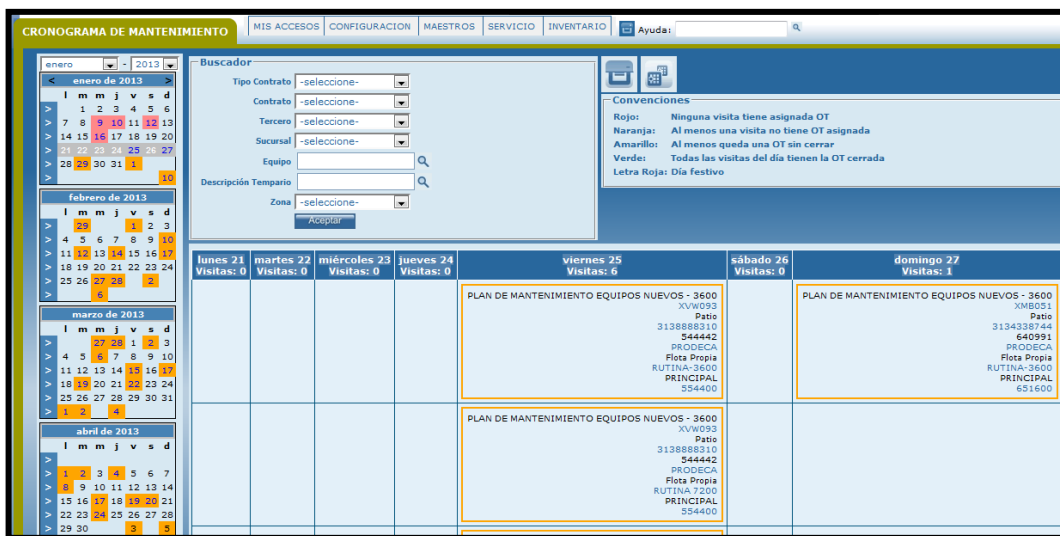 CRONOGRAMA DE MANTENIMIENTO
MIS ACCESOS CONFIGURACION MAESTROS SERVICIO INVENTARIO Ayuda:
enero - 2013
< enero de 2013 >
l m m j v s d
> 1 2 3 4 5 6
> 7 8 9 10 11 12 13
> 14 15 16 17 18 19 20
> 21 22 23 24 25 26 27
> 28 29 30 31 1
> 10
febrero de 2013
l m m j v s d
> 29 1 2 3
> 4 5 6 7 8 9 10
> 11 12 13 14 15 16 17
> 18 19 20 21 22 23 24
> 25 26 27 28 2
> 6
marzo de 2013
l m m j v s d
> 27 28 1 2 3
> 4 5 6 7 8 9 10
> 11 12 13 14 15 16 17
> 18 19 20 21 22 23 24
> 25 26 27 28 29 30 31
> 1 2 4
abril de 2013
l m m j v s d
>
> 1 2 3 4 5 6 7
> 8 9 10 11 12 13 14
> 15 16 17 18 19 20 21
> 22 23 24 25 26 27 28
> 29 30 3 5
Buscador
Tipo Contrato -seleccione-
Contrato -seleccione-
Tercero -seleccione-
Sucursal -seleccione-
Equipo
Descripción Tempario
Zona -seleccione-
Aceptar
Convenciones
Rojo: Ninguna visita tiene asignada OT
Naranja: Al menos una visita no tiene OT asignada
Amarillo: Al menos queda una OT sin cerrar
Verde: Todas las visitas del día tienen la OT cerrada
Letra Roja: Día festivo
lunes 21 martes 22 miércoles 23 jueves 24 viernes 25 sábado 26 domingo 27
Visitas: 0 Visitas: 0 Visitas: 0 Visitas: 0 Visitas: 6 Visitas: 0 Visitas: 1
PLAN DE MANTENIMIENTO EQUIPOS NUEVOS - 3600
XVW093
Patio
3138888310
544442
PRODECA
Flota Propia
RUTINA-3600
PRINCIPAL
554400
PLAN DE MANTENIMIENTO EQUIPOS NUEVOS - 3600
XMB051
Patio
3134338744
640991
PRODECA
Flota Propia
RUTINA-3600
PRINCIPAL
651600
PLAN DE MANTENIMIENTO EQUIPOS NUEVOS - 3600
XVW093
Patio
3138888310
544442
PRODECA
Flota Propia
RUTINA 7200
PRINCIPAL
554400